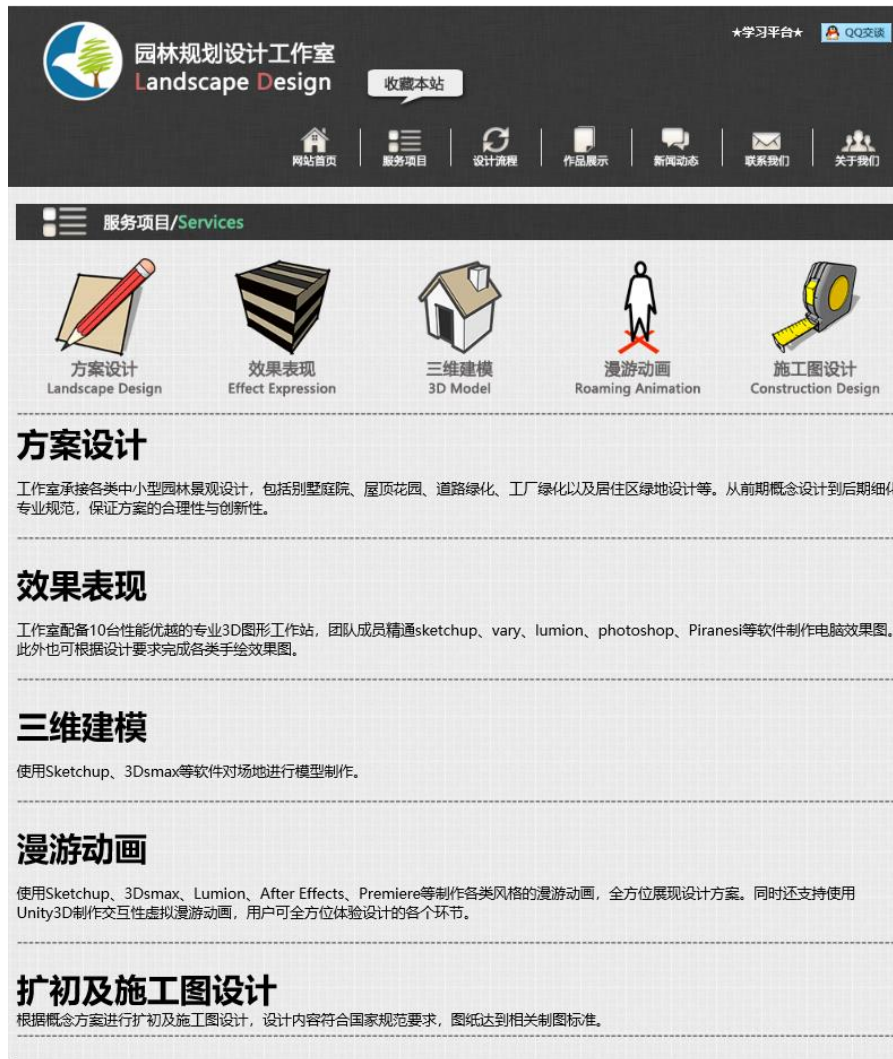 ★学习平台★
QQ交谈
园林规划设计工作室
Landscape Design
收藏本站
网站首页
服务项目
设计流程
作品展示
新闻动态
联系我们
关于我们
服务项目/Services
方案设计
Landscape Design
效果表现
Effect Expression
三维建模
3D Model
漫游动画
Roaming Animation
施工图设计
Construction Design
方案设计
工作室承接各类中小型园林景观设计，包括别墅庭院、屋顶花园、道路绿化、工厂绿化以及居住区绿地设计等。从前期概念设计到后期细化
专业规范，保证方案的合理性与创新性。
效果表现
工作室配备10台性能优越的专业3D图形工作站，团队成员精通sketchup、vary、lumion、photoshop、Piranesi等软件制作电脑效果图。
此外也可根据设计要求完成各类手绘效果图。
三维建模
使用Sketchup、3Dsmax等软件对场地进行模型制作。
漫游动画
使用Sketchup、3Dsmax、Lumion、After Effects、Premiere等制作各类风格的漫游动画，全方位展现设计方案。同时还支持使用
Unity3D制作交互性虚拟漫游动画，用户可全方位体验设计的各个环节。
扩初及施工图设计
根据概念方案进行扩初及施工图设计，设计内容符合国家规范要求，图纸达到相关制图标准。